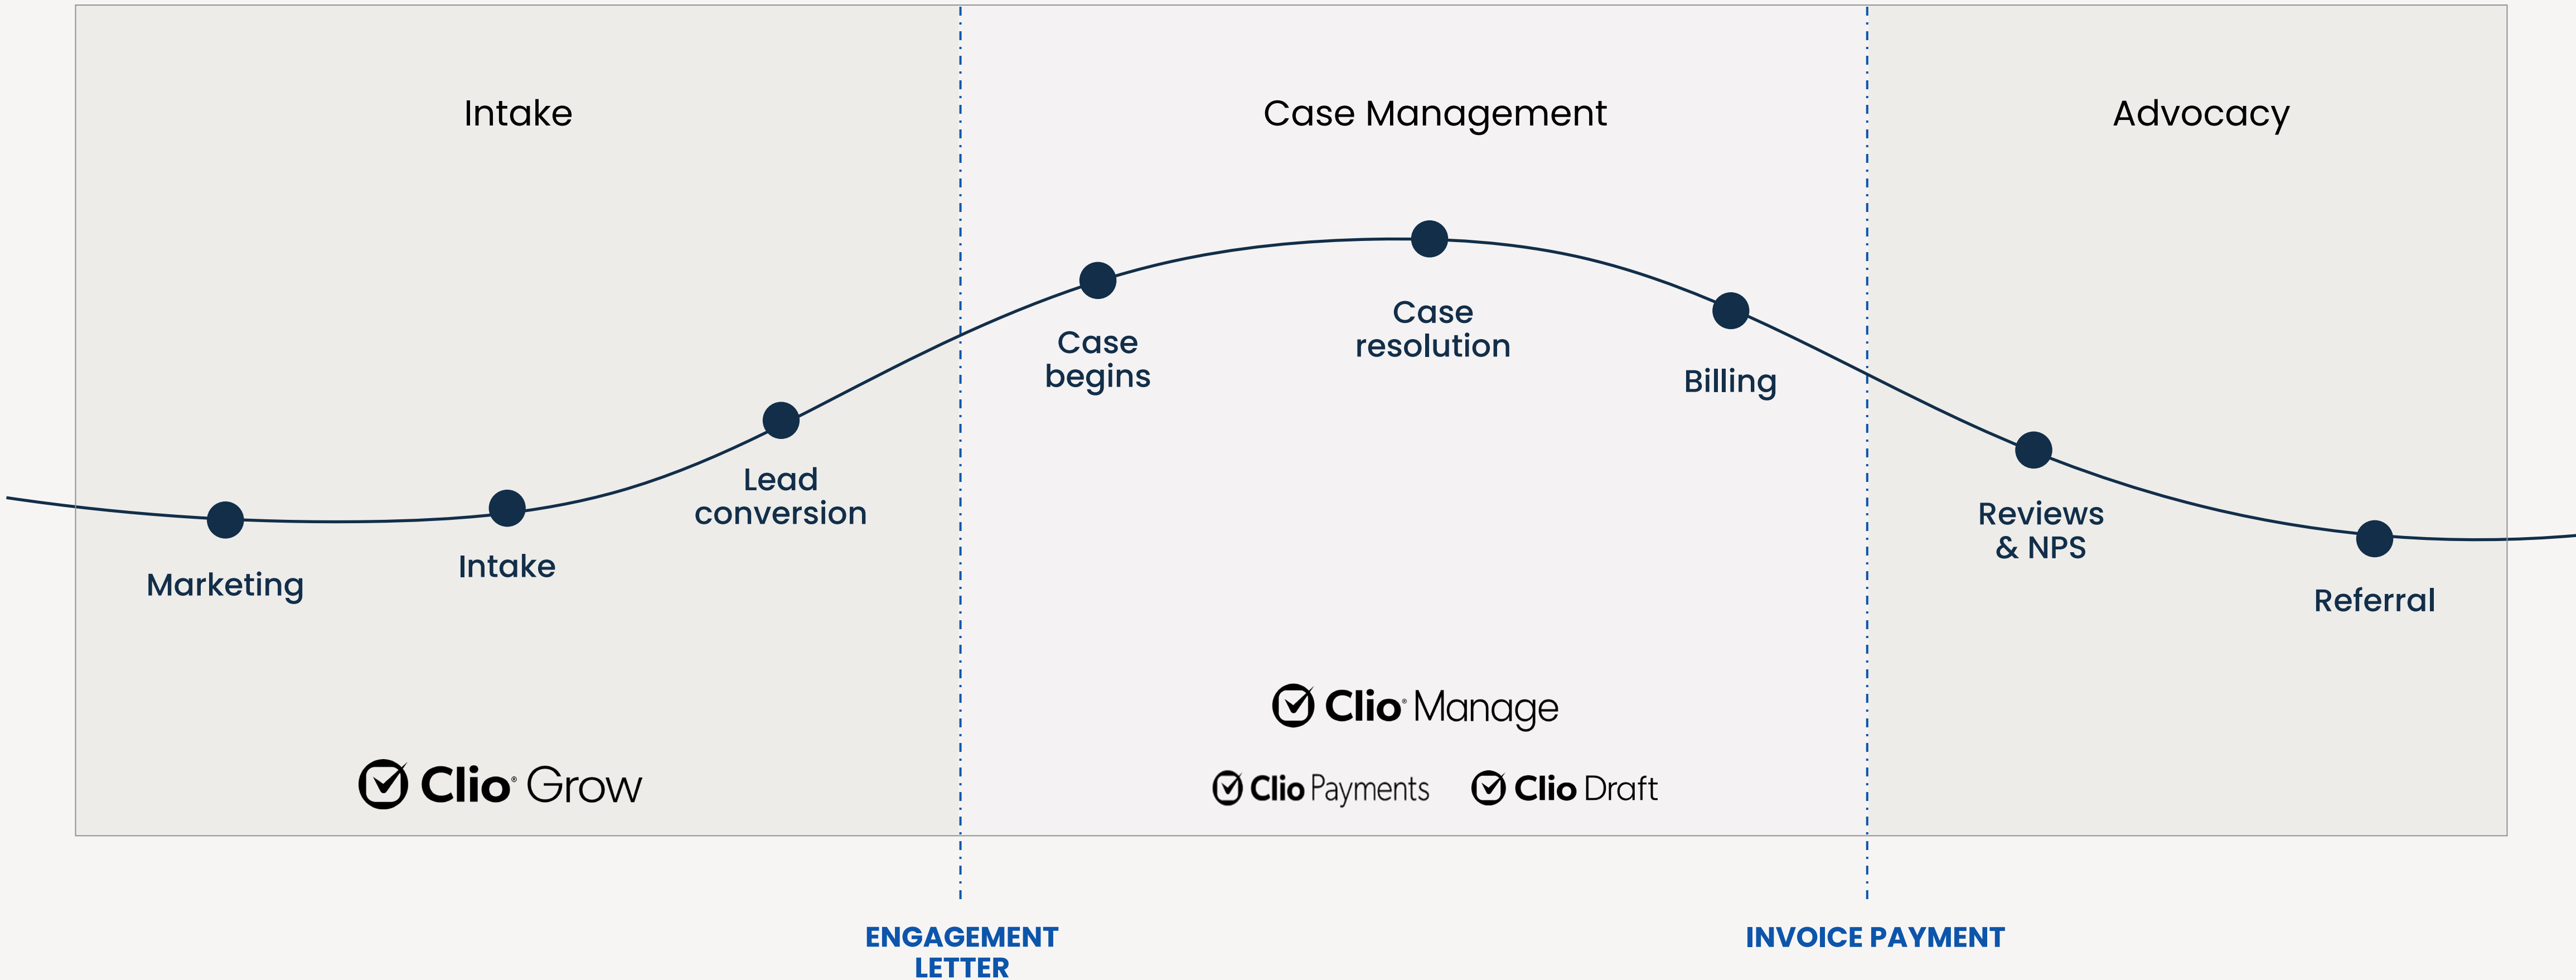 Intake
Case Management
Advocacy
Marketing
Intake
Lead
conversion
Case
begins
Case
resolution
Billing
Reviews
& NPS
Referral
Clio® Grow
Clio® Manage
Clio Payments
Clio Draft
ENGAGEMENT
LETTER
INVOICE PAYMENT